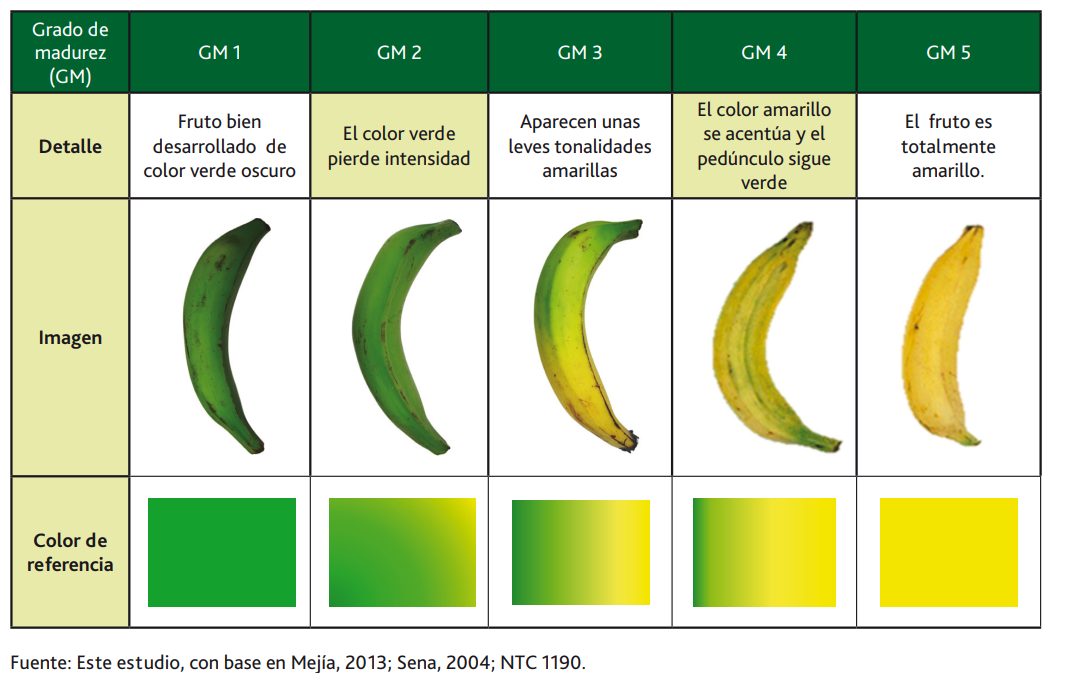 Grado de
madurez
(GM)
GM 1
GM 2
GM 3
GM 4
GM 5
Detalle
Fruto bien
desarrollado de
color verde oscuro
El color verde
pierde intensidad
Aparecen unas
leves tonalidades
amarillas
El color amarillo
se acentúa y el
pedúnculo sigue
verde
El fruto es
totalmente
amarillo.
Imagen
Color de
referencia
Fuente: Este estudio, con base en Mejía, 2013; Sena, 2004; NTC 1190.